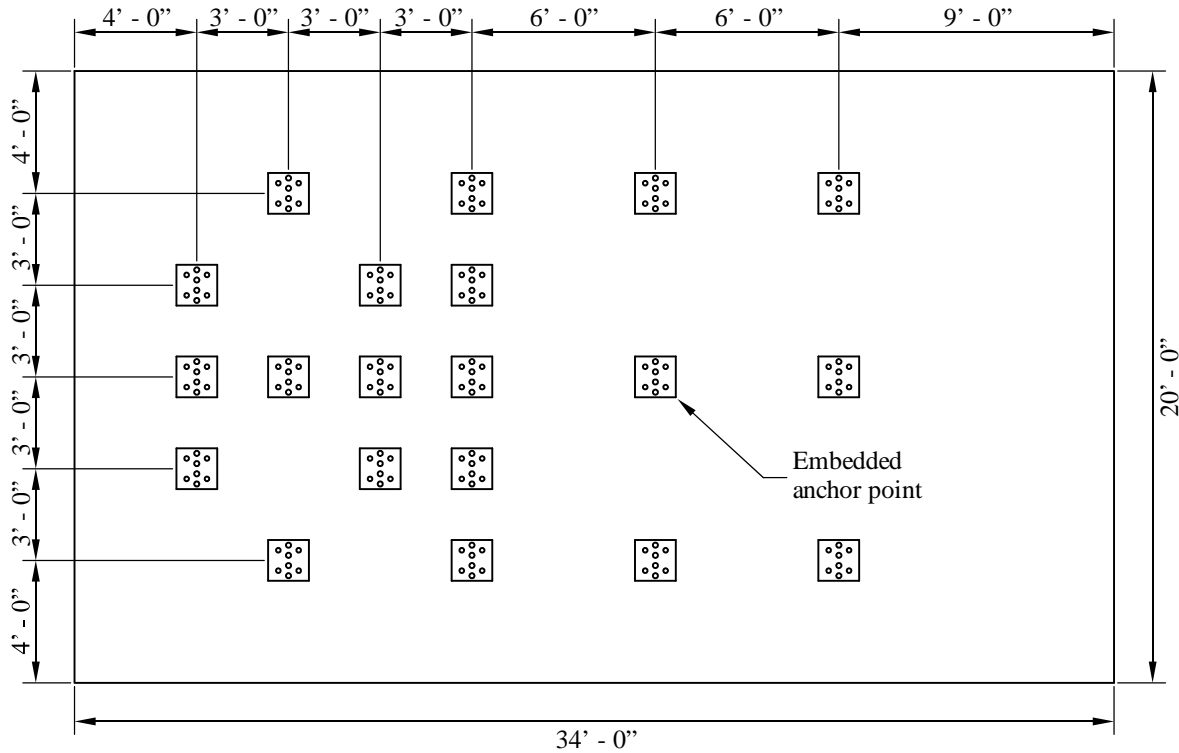 4’ - 0”
3’ - 0”
3’ - 0”
3’ - 0”
6’ - 0”
6’ - 0”
9’ - 0”
4’ - 0”
3’ - 0”
3’ - 0”
3’ - 0”
3’ - 0”
4’ - 0”
20’ - 0”
Embedded
anchor point
34’ - 0”